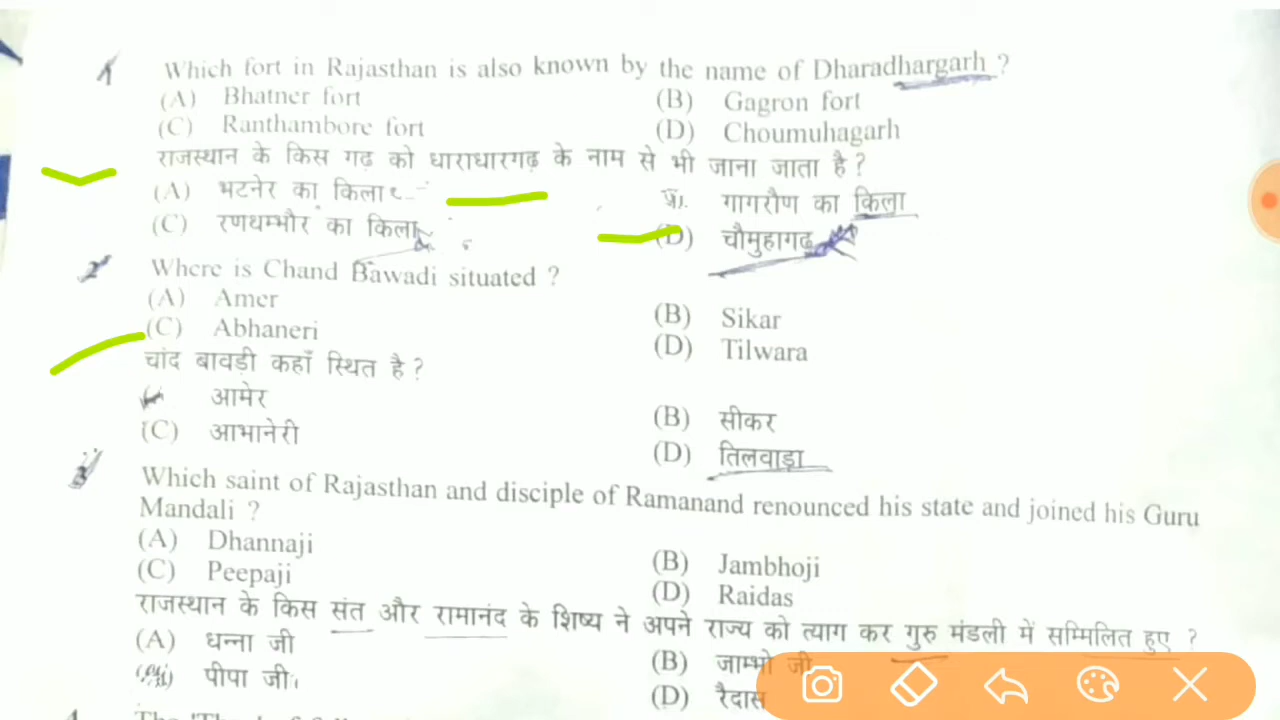 Which fort in Rajasthan is also known by the name of Dharadhargarh ?
(A) Bhatner fort (B) Gagron fort
(C) Ranthambore fort (D) Choumuhagarh
राजस्थान के किस गढ़ को धाराधारगढ़ के नाम से भी जाना जाता है ?
(A) भटनेर का किला गागरौण का किला
(C) रणथम्भौर का किला (D) चौमुहागढ़
2 Where is Chand Bawadi situated ?
(A) Amer (B) Sikar
(C) Abhaneri (D) Tilwara
चांद बावड़ी कहाँ स्थित है ?
आमेर (B) सीकर
(C) आभानेरी (D) तिलवाड़ा
3 Which saint of Rajasthan and disciple of Ramanand renounced his state and joined his Guru
Mandali ?
(A) Dhannaji (B) Jambhoji
(C) Peepaji (D) Raidas
राजस्थान के किस संत और रामानंद के शिष्य ने अपने राज्य को त्याग कर गुरु मंडली में सम्मिलित हुए ?
(A) धन्ना जी (B) जाम्भो जी
पीपा जी (D) रैदास